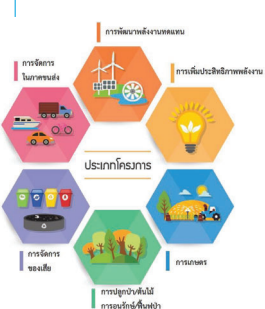 การพัฒนาพลังงานทดแทน
การจัดการ
ในภาคขนส่ง
การเพิ่มประสิทธิภาพพลังงาน
ประเภทโครงการ
การจัดการ
ของเสีย
การเกษตร
การปลูกป่า/ต้นไม้
การอนุรักษ์/ฟื้นฟูป่า